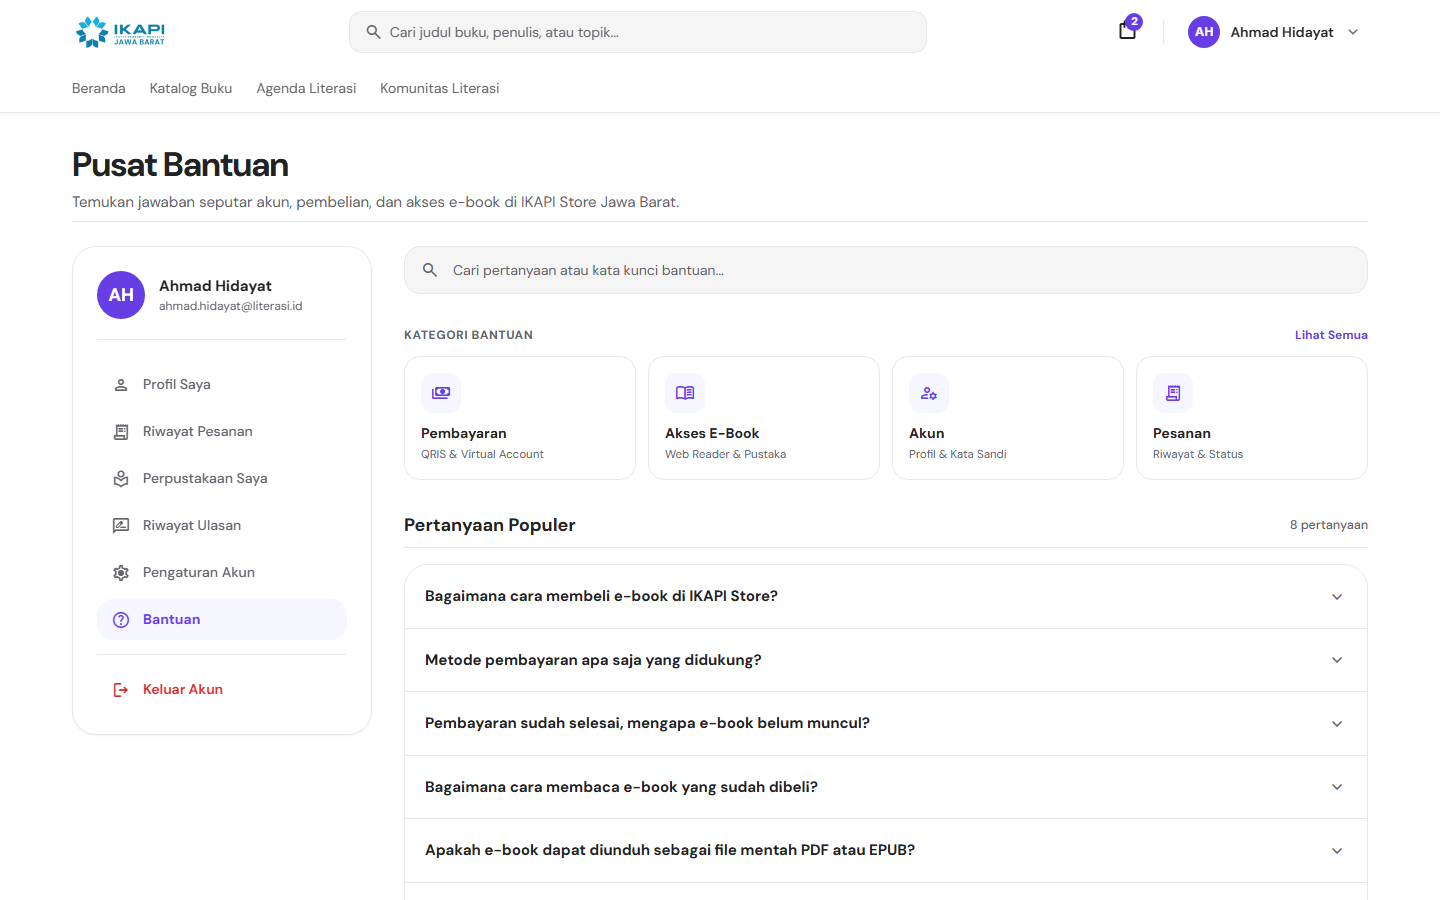 IKAPI
JAWA BARAT
Cari judul buku, penulis, atau topik...
2
AH
Ahmad Hidayat
Beranda
Katalog Buku
Agenda Literasi
Komunitas Literasi
Pusat Bantuan
Temukan jawaban seputar akun, pembelian, dan akses e-book di IKAPI Store Jawa Barat.
AH
Ahmad Hidayat
ahmad.hidayat@literasi.id
Profil Saya
Riwayat Pesanan
Perpustakaan Saya
Riwayat Ulasan
Pengaturan Akun
Bantuan
Keluar Akun
Cari pertanyaan atau kata kunci bantuan...
KATEGORI BANTUAN
Lihat Semua
Pembayaran
QRIS & Virtual Account
Akses E-Book
Web Reader & Pustaka
Akun
Profil & Kata Sandi
Pesanan
Riwayat & Status
Pertanyaan Populer
8 pertanyaan
Bagaimana cara membeli e-book di IKAPI Store?
Metode pembayaran apa saja yang didukung?
Pembayaran sudah selesai, mengapa e-book belum muncul?
Bagaimana cara membaca e-book yang sudah dibeli?
Apakah e-book dapat diunduh sebagai file mentah PDF atau EPUB?